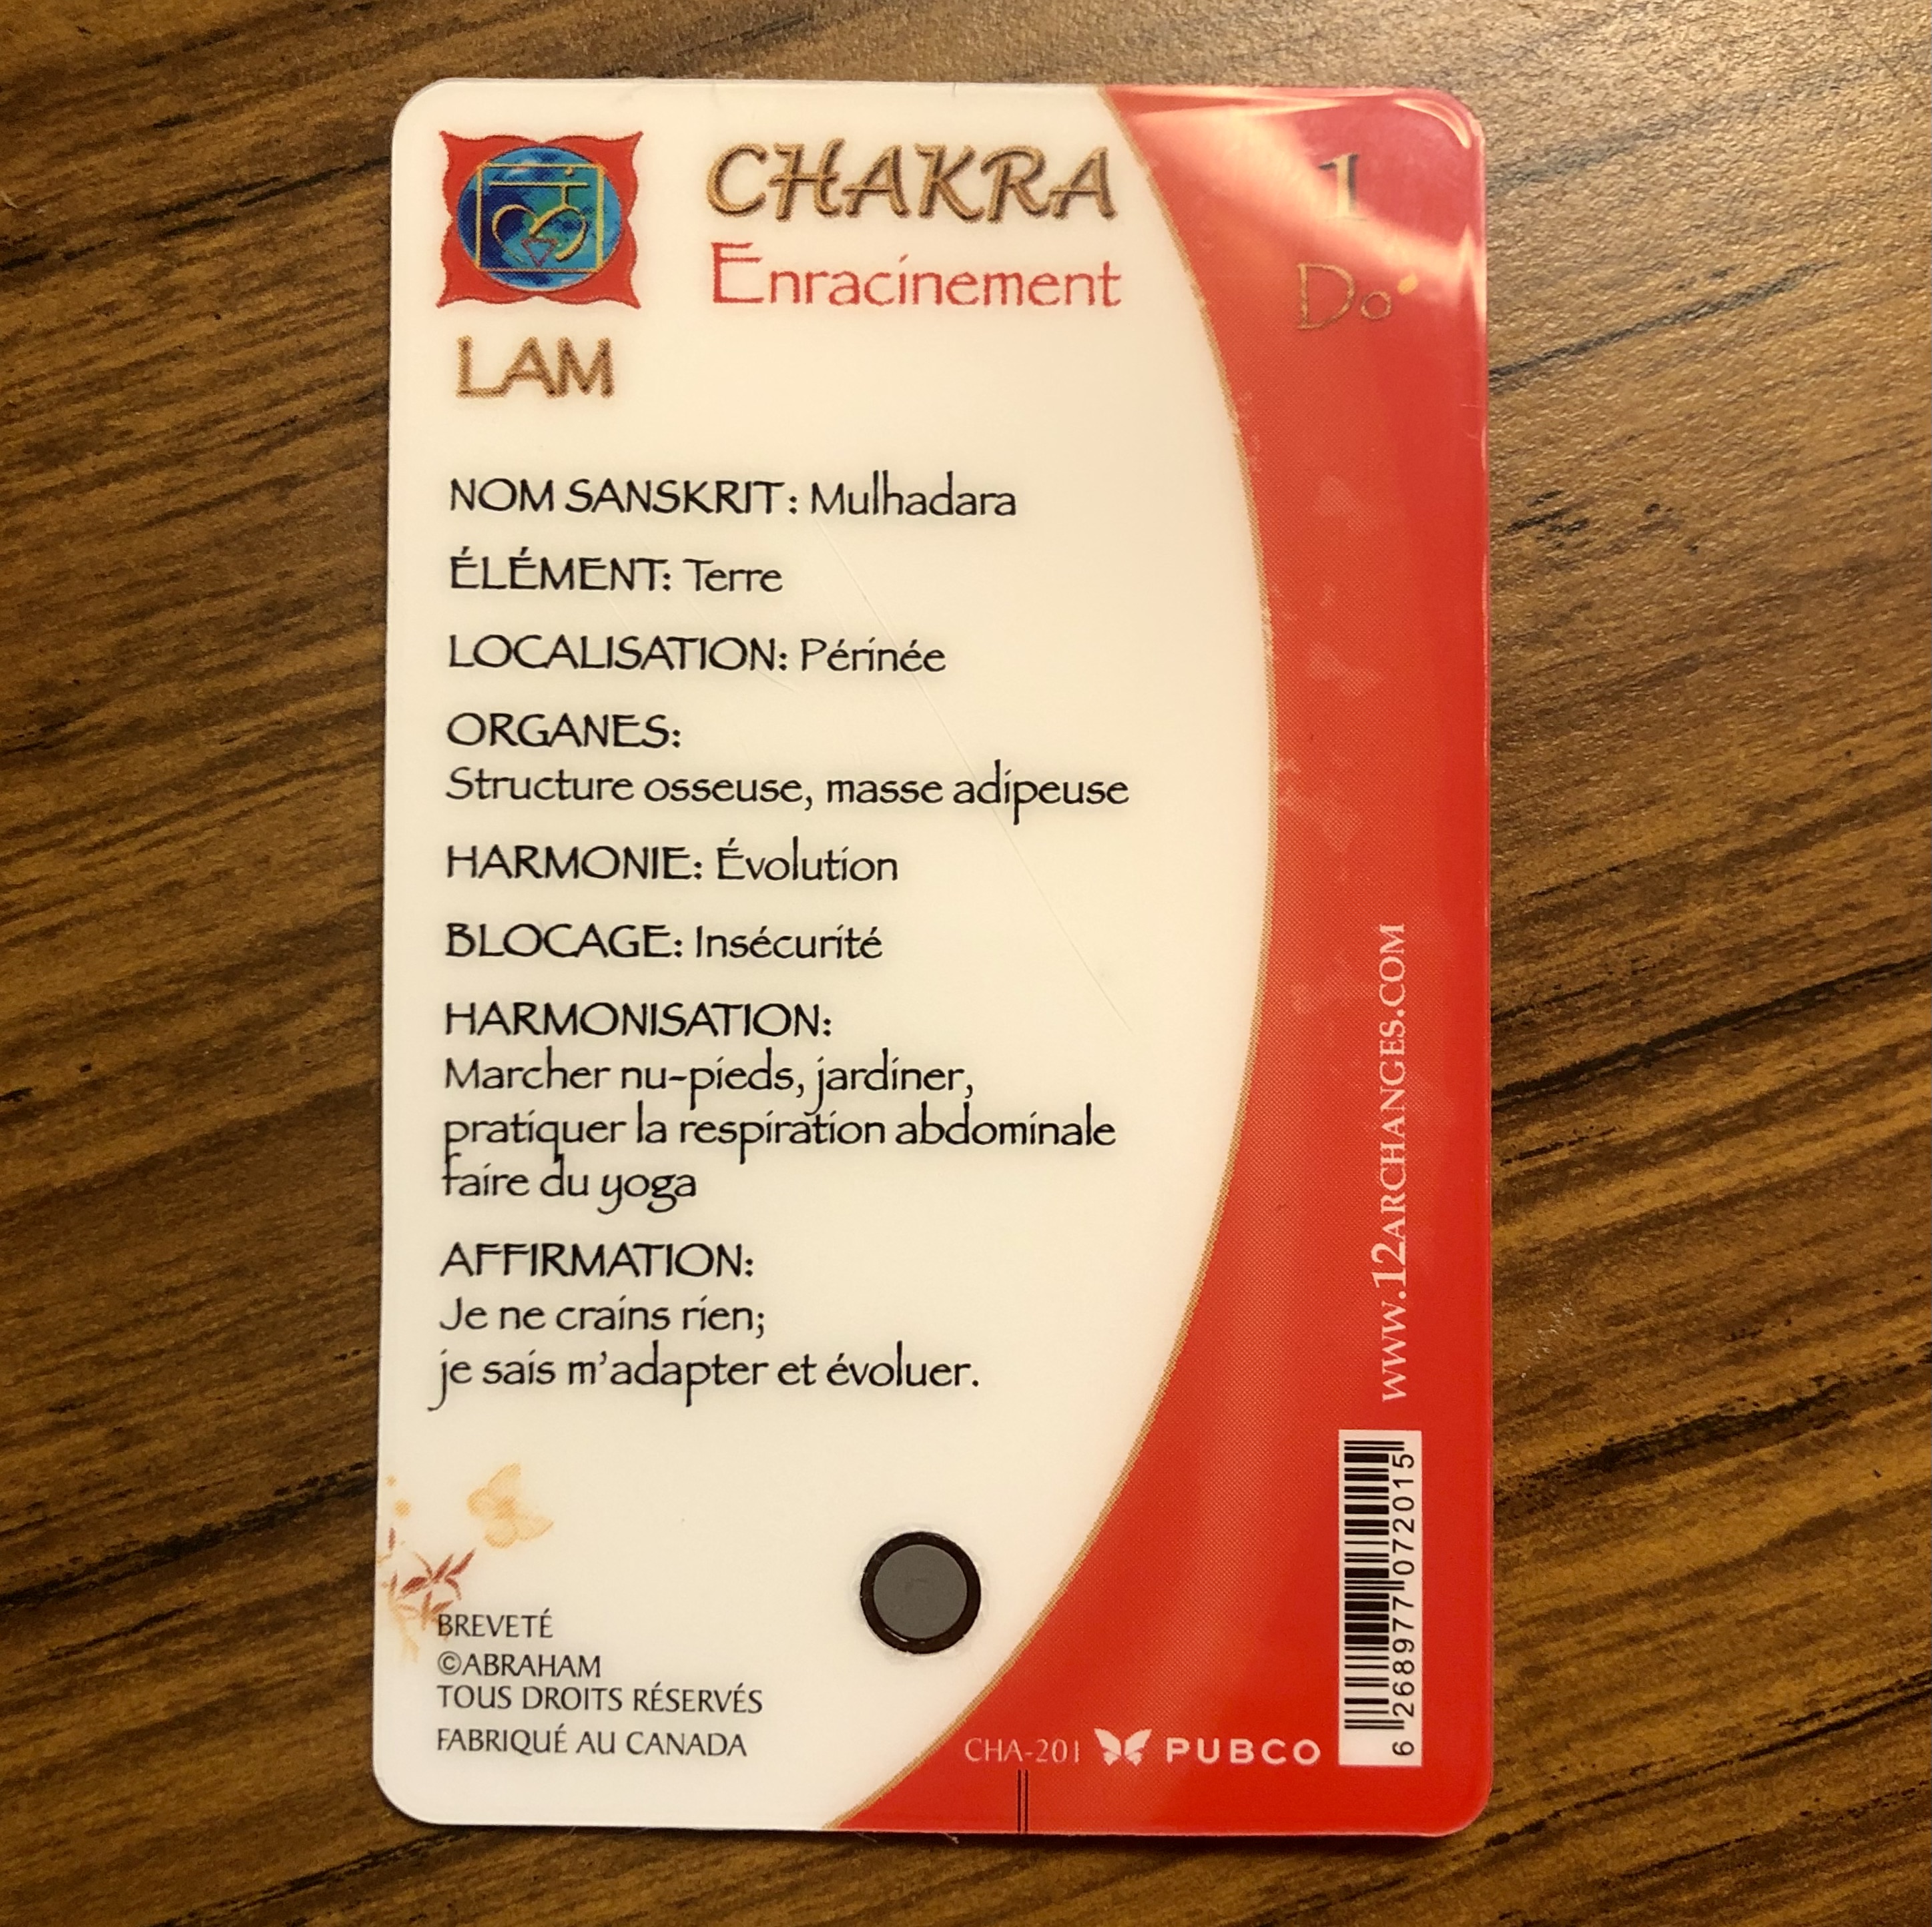 CHAKRA
Enracinement
1
Do
LAM
NOM SANSKRIT: Mulhadara
ÉLÉMENT: Terre
LOCALISATION: Périnée
ORGANES:
Structure osseuse, masse adipeuse
HARMONIE: Évolution
BLOCAGE: Insécurité
HARMONISATION:
Marcher nu-pieds, jardiner,
pratiquer la respiration abdominale
faire du yoga
AFFIRMATION:
Je ne crains rien;
je sais m'adapter et évoluer.
BREVETÉ
©ABRAHAM
TOUS DROITS RÉSERVÉS
FABRIQUÉ AU CANADA
CHA-201 PUBCO
WWW.12ARCHANGES.COM
6 26897707201 5